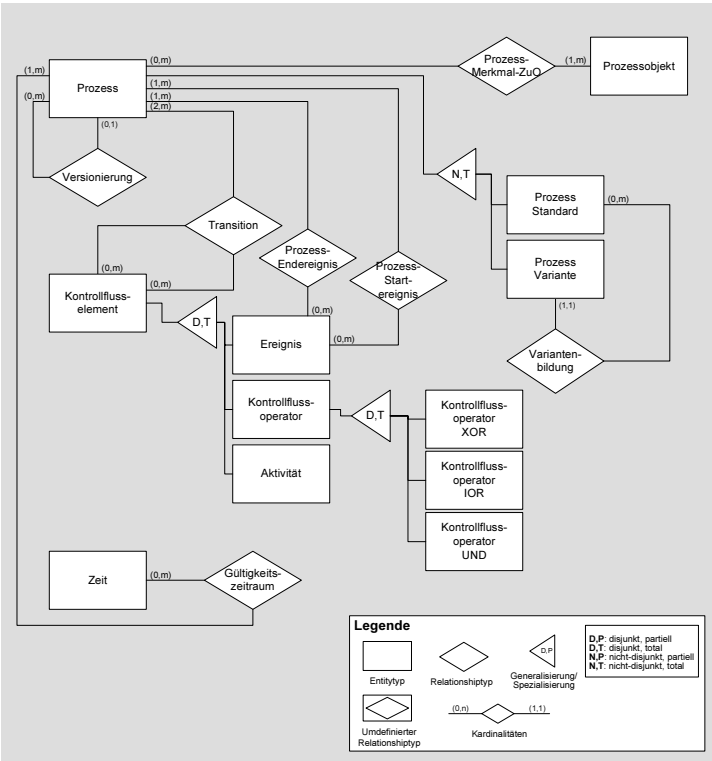 (0,m)
(1,m)
Prozess
(1,m)
(0,m)
(1,m)
(2,m)
(0,1)
Prozess-
Merkmal-ZuO
(1,m)
Prozessobjekt
Versionierung
N,T
Prozess
Standard
(0,m)
Transition
Prozess-
Endereignis
Prozess-
Start-
ereignis
Prozess
Variante
(0,m)
(0,m)
(1,1)
Kontrollfluss-
element
D,T
(0,m)
(0,m)
Ereignis
Varianten-
bildung
Kontrollfluss-
operator
D,T
Kontrollfluss-
operator
XOR
Aktivität
Kontrollfluss-
operator
IOR
Kontrollfluss-
operator
UND
Zeit
(0,m)
Gültigkeits-
zeitraum
Legende
Entitytyp
Relationshiptyp
D,P
Generalisierung/
Spezialisierung
D,P: disjunkt, partiell
D,T: disjunkt, total
N,P: nicht-disjunkt, partiell
N,T: nicht-disjunkt, total
Umdefinierter
Relationshiptyp
(0,n)
(1,1)
Kardinalitäten